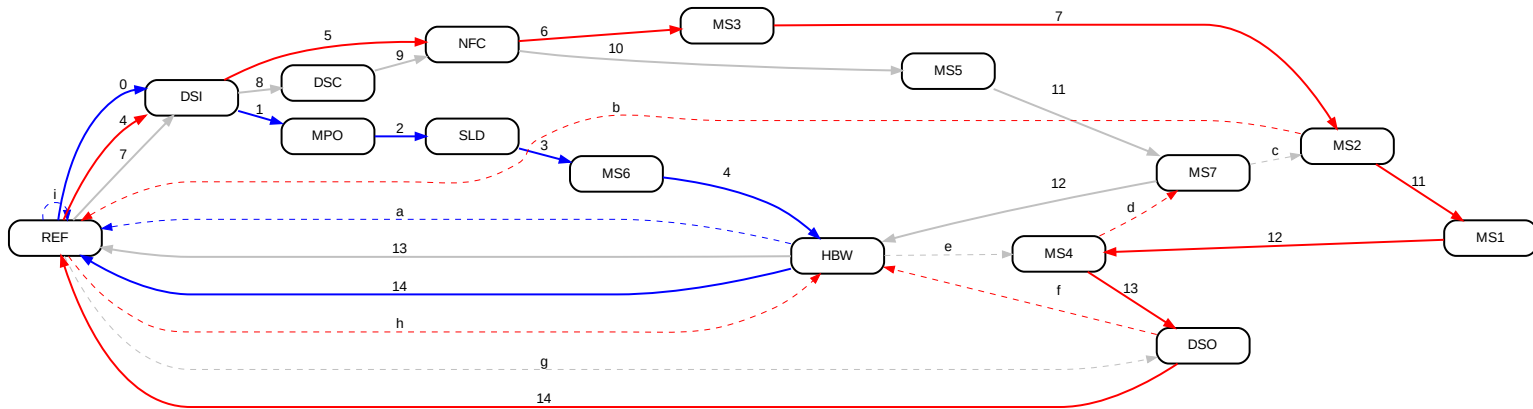 MS3
7
5
6
NFC
10
9
MS5
DSC
0
8
DSI
11
b
1
4
MPO
2
SLD
MS2
3
7
c
4
MS7
MS6
11
12
i
d
a
REF
12
MS1
13
e
HBW
MS4
14
13
f
h
DSO
g
14